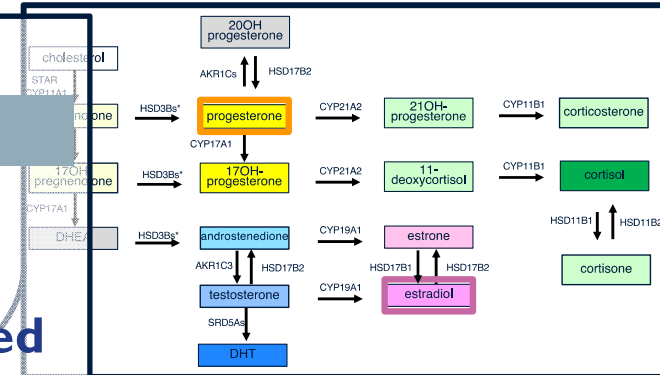 20OH
progesterone
cholesterol
STAR
CYP11A1
AKR1Cs
HSD17B2
HSD3Bs*
progesterone
CYP21A2
21OH-
progesterone
CYP11B1
corticosterone
CYP17A1
17OH
pregnendione
HSD3Bs*
17OH-
progesterone
CYP21A2
11-
deoxycortisol
CYP11B1
cortisol
CYP17A1
HSD11B1
HSD11B2
DHEA
HSD3Bs*
androstenedione
CYP19A1
estrone
AKR1C3
HSD17B2
HSD17B1
HSD17B2
cortisone
testosterone
CYP19A1
estradiol
SRD5As
DHT
ed